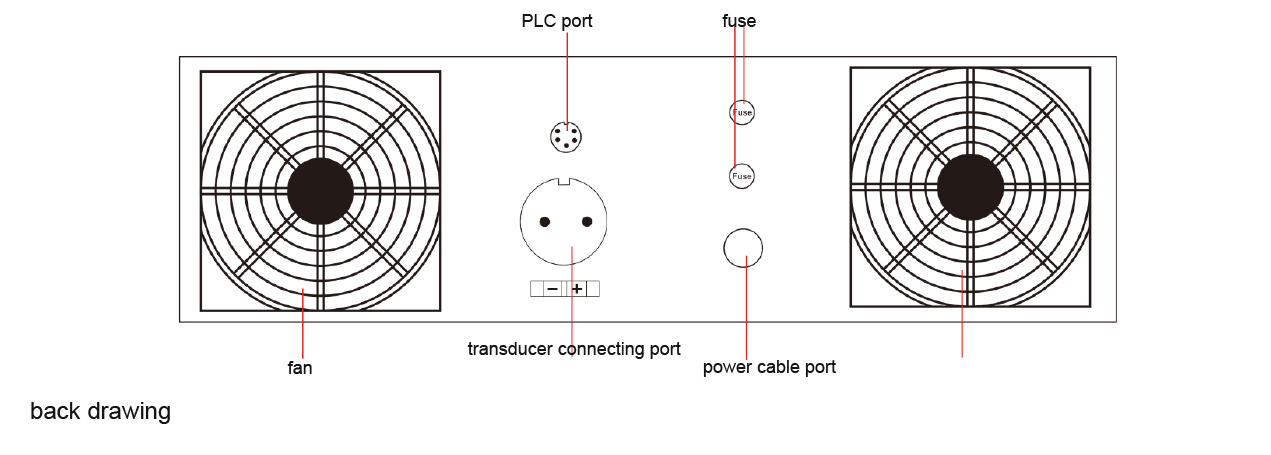 PLC port
fuse
Fuse
Fuse
− +
transducer connecting port
fan
power cable port
back drawing